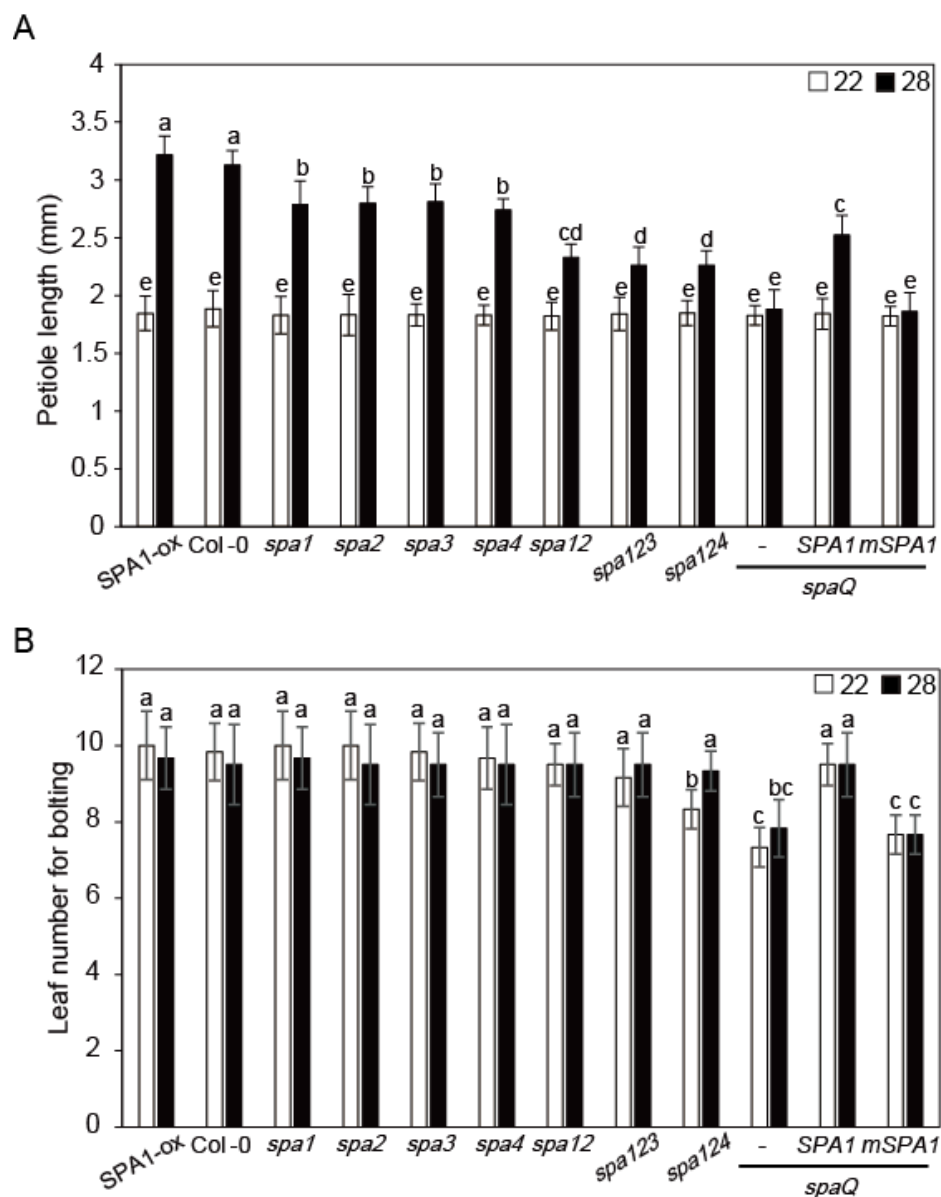 A
4
22 28
3.5
a a
3
b b b b
c
2.5
cd d d
e e e e e e e e e e e e e e
2
1.5
1
0.5
0
Petiole length (mm)
SPA1-ox Col-0 spa1 spa2 spa3 spa4 spa12 spa123 spa124 - SPA1 mSPA1
spaQ
B
12
22 28
a a a a a a a a a a a a a a a a a a a
10
b bc
8
c c c
6
4
2
0
Leaf number for bolting
SPA1-ox Col-0 spa1 spa2 spa3 spa4 spa12 spa123 spa124 - SPA1 mSPA1
spaQ